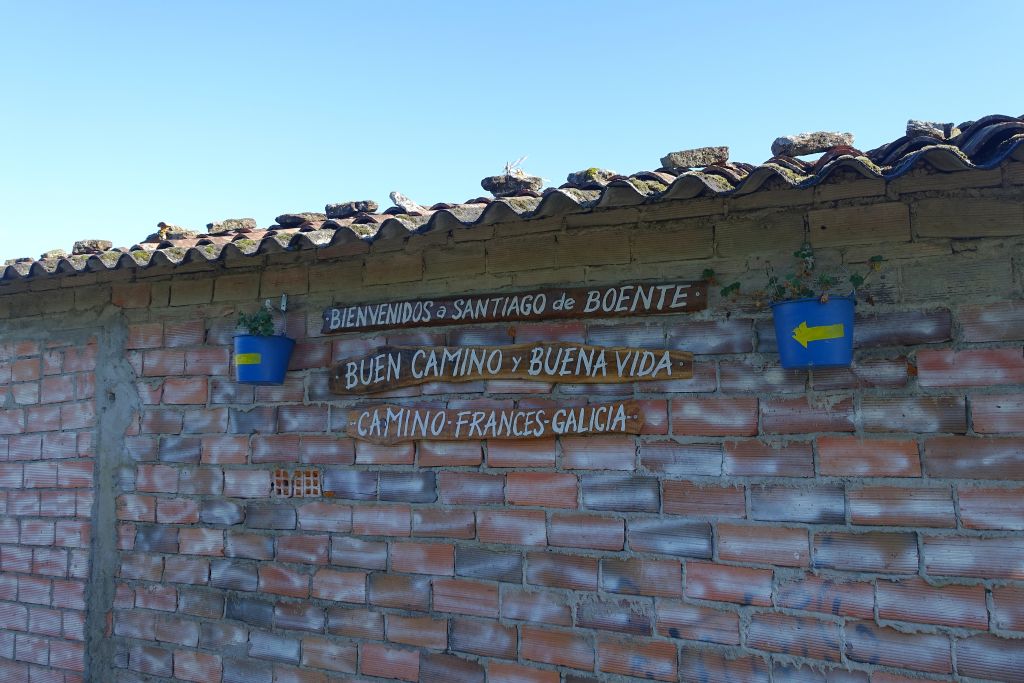 ·BIENVENIDOS a SANTIAGO de BOENTE·
BUEN CAMINO y BUENA VIDA
·CAMINO·FRANCES·GALICIA·